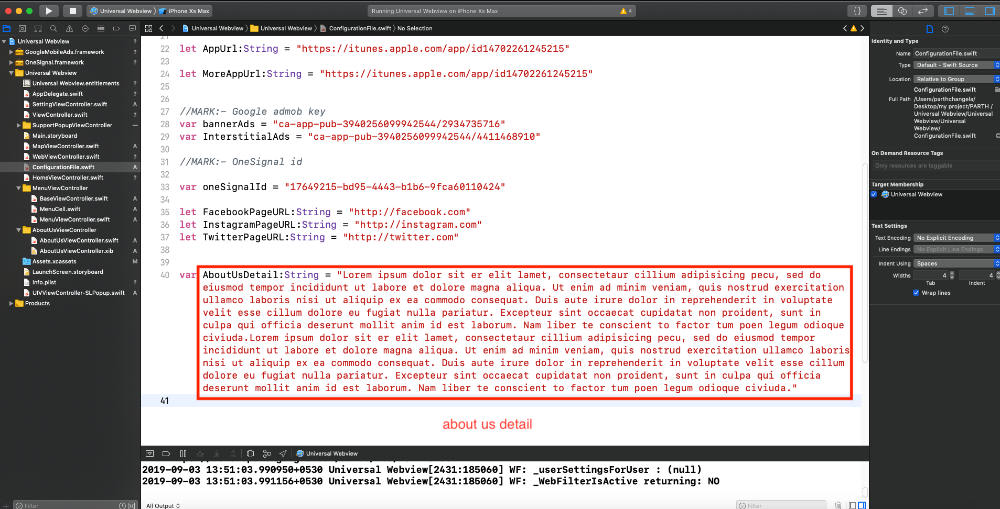 Universal Webview
iPhone Xs Max
Running Universal Webview on iPhone Xs Max
4
{}
Universal Webview
Universal Webview
ConfigurationFile.swift
No Selection
Universal Webview ?
GoogleMobileAds.framework ?
OneSignal.framework ?
Universal Webview
Universal Webview.entitlements ?
AppDelegate.swift ?
SettingViewController.swift A
ViewController.swift ?
SupportPopupViewController —
Main.storyboard
MapViewController.swift A
WebViewController.swift ?
ConfigurationFile.swift A
HomeViewController.swift ?
MenuViewController
BaseViewController.swift A
MenuCell.swift A
MenuViewController.swift A
AboutUsViewController
AboutUsViewController.swift A
AboutUsViewController.xib A
Assets.xcassets M
LaunchScreen.storyboard
Info.plist ?
UIVViewController-SLPopup.swift A
Products
Filter
21
22 let AppUrl:String = "https://itunes.apple.com/app/id14702261245215"
23
24 let MoreAppUrl:String = "https://itunes.apple.com/app/id14702261245215"
25
26
27 //MARK:- Google admob key
28 var bannerAds = "ca-app-pub-3940256099942544/2934735716"
29 var InterstitialAds = "ca-app-pub-3940256099942544/4411468910"
30
31 //MARK:- OneSignal id
32
33 var oneSignalId = "17649215-bd95-4443-b1b6-9fca60110424"
34
35 let FacebookPageURL:String = "http://facebook.com"
36 let InstagramPageURL:String = "http://instagram.com"
37 let TwitterPageURL:String = "http://twitter.com"
38
39
40 var AboutUsDetail:String = "Lorem ipsum dolor sit er elit lamet, consectetaur cillium adipisicing pecu, sed do
eiusmod tempor incididunt ut labore et dolore magna aliqua. Ut enim ad minim veniam, quis nostrud exercitation
ullamco laboris nisi ut aliquip ex ea commodo consequat. Duis aute irure dolor in reprehenderit in voluptate
velit esse cillum dolore eu fugiat nulla pariatur. Excepteur sint occaecat cupidatat non proident, sunt in
culpa qui officia deserunt mollit anim id est laborum. Nam liber te conscient to factor tum poen legum odioque
civiuda.Lorem ipsum dolor sit er elit lamet, consectetaur cillium adipisicing pecu, sed do eiusmod tempor
incididunt ut labore et dolore magna aliqua. Ut enim ad minim veniam, quis nostrud exercitation ullamco laboris
nisi ut aliquip ex ea commodo consequat. Duis aute irure dolor in reprehenderit in voluptate velit esse cillum
dolore eu fugiat nulla pariatur. Excepteur sint occaecat cupidatat non proident, sunt in culpa qui officia
deserunt mollit anim id est laborum. Nam liber te conscient to factor tum poen legum odioque civiuda."
41
about us detail
Universal Webview
2019-09-03 13:51:03.990950+0530 Universal Webview[2431:185060] WF: _userSettingsForUser : (null)
2019-09-03 13:51:03.991156+0530 Universal Webview[2431:185060] WF: _WebFilterIsActive returning: NO
All Output
Filter
Identity and Type
Name ConfigurationFile.swift
Type Default - Swift Source
Location Relative to Group
ConfigurationFile.swift
Full Path /Users/parthchangela/
Desktop/my project/PARTH /
Universal Webview/Universal
Webview/Universal
Webview/
ConfigurationFile.swift
On Demand Resource Tags
Only resources are taggable
Target Membership
Universal Webview
Text Settings
Text Encoding No Explicit Encoding
Line Endings No Explicit Line Endings
Indent Using Spaces
Widths 4 4
Tab Indent
Wrap lines